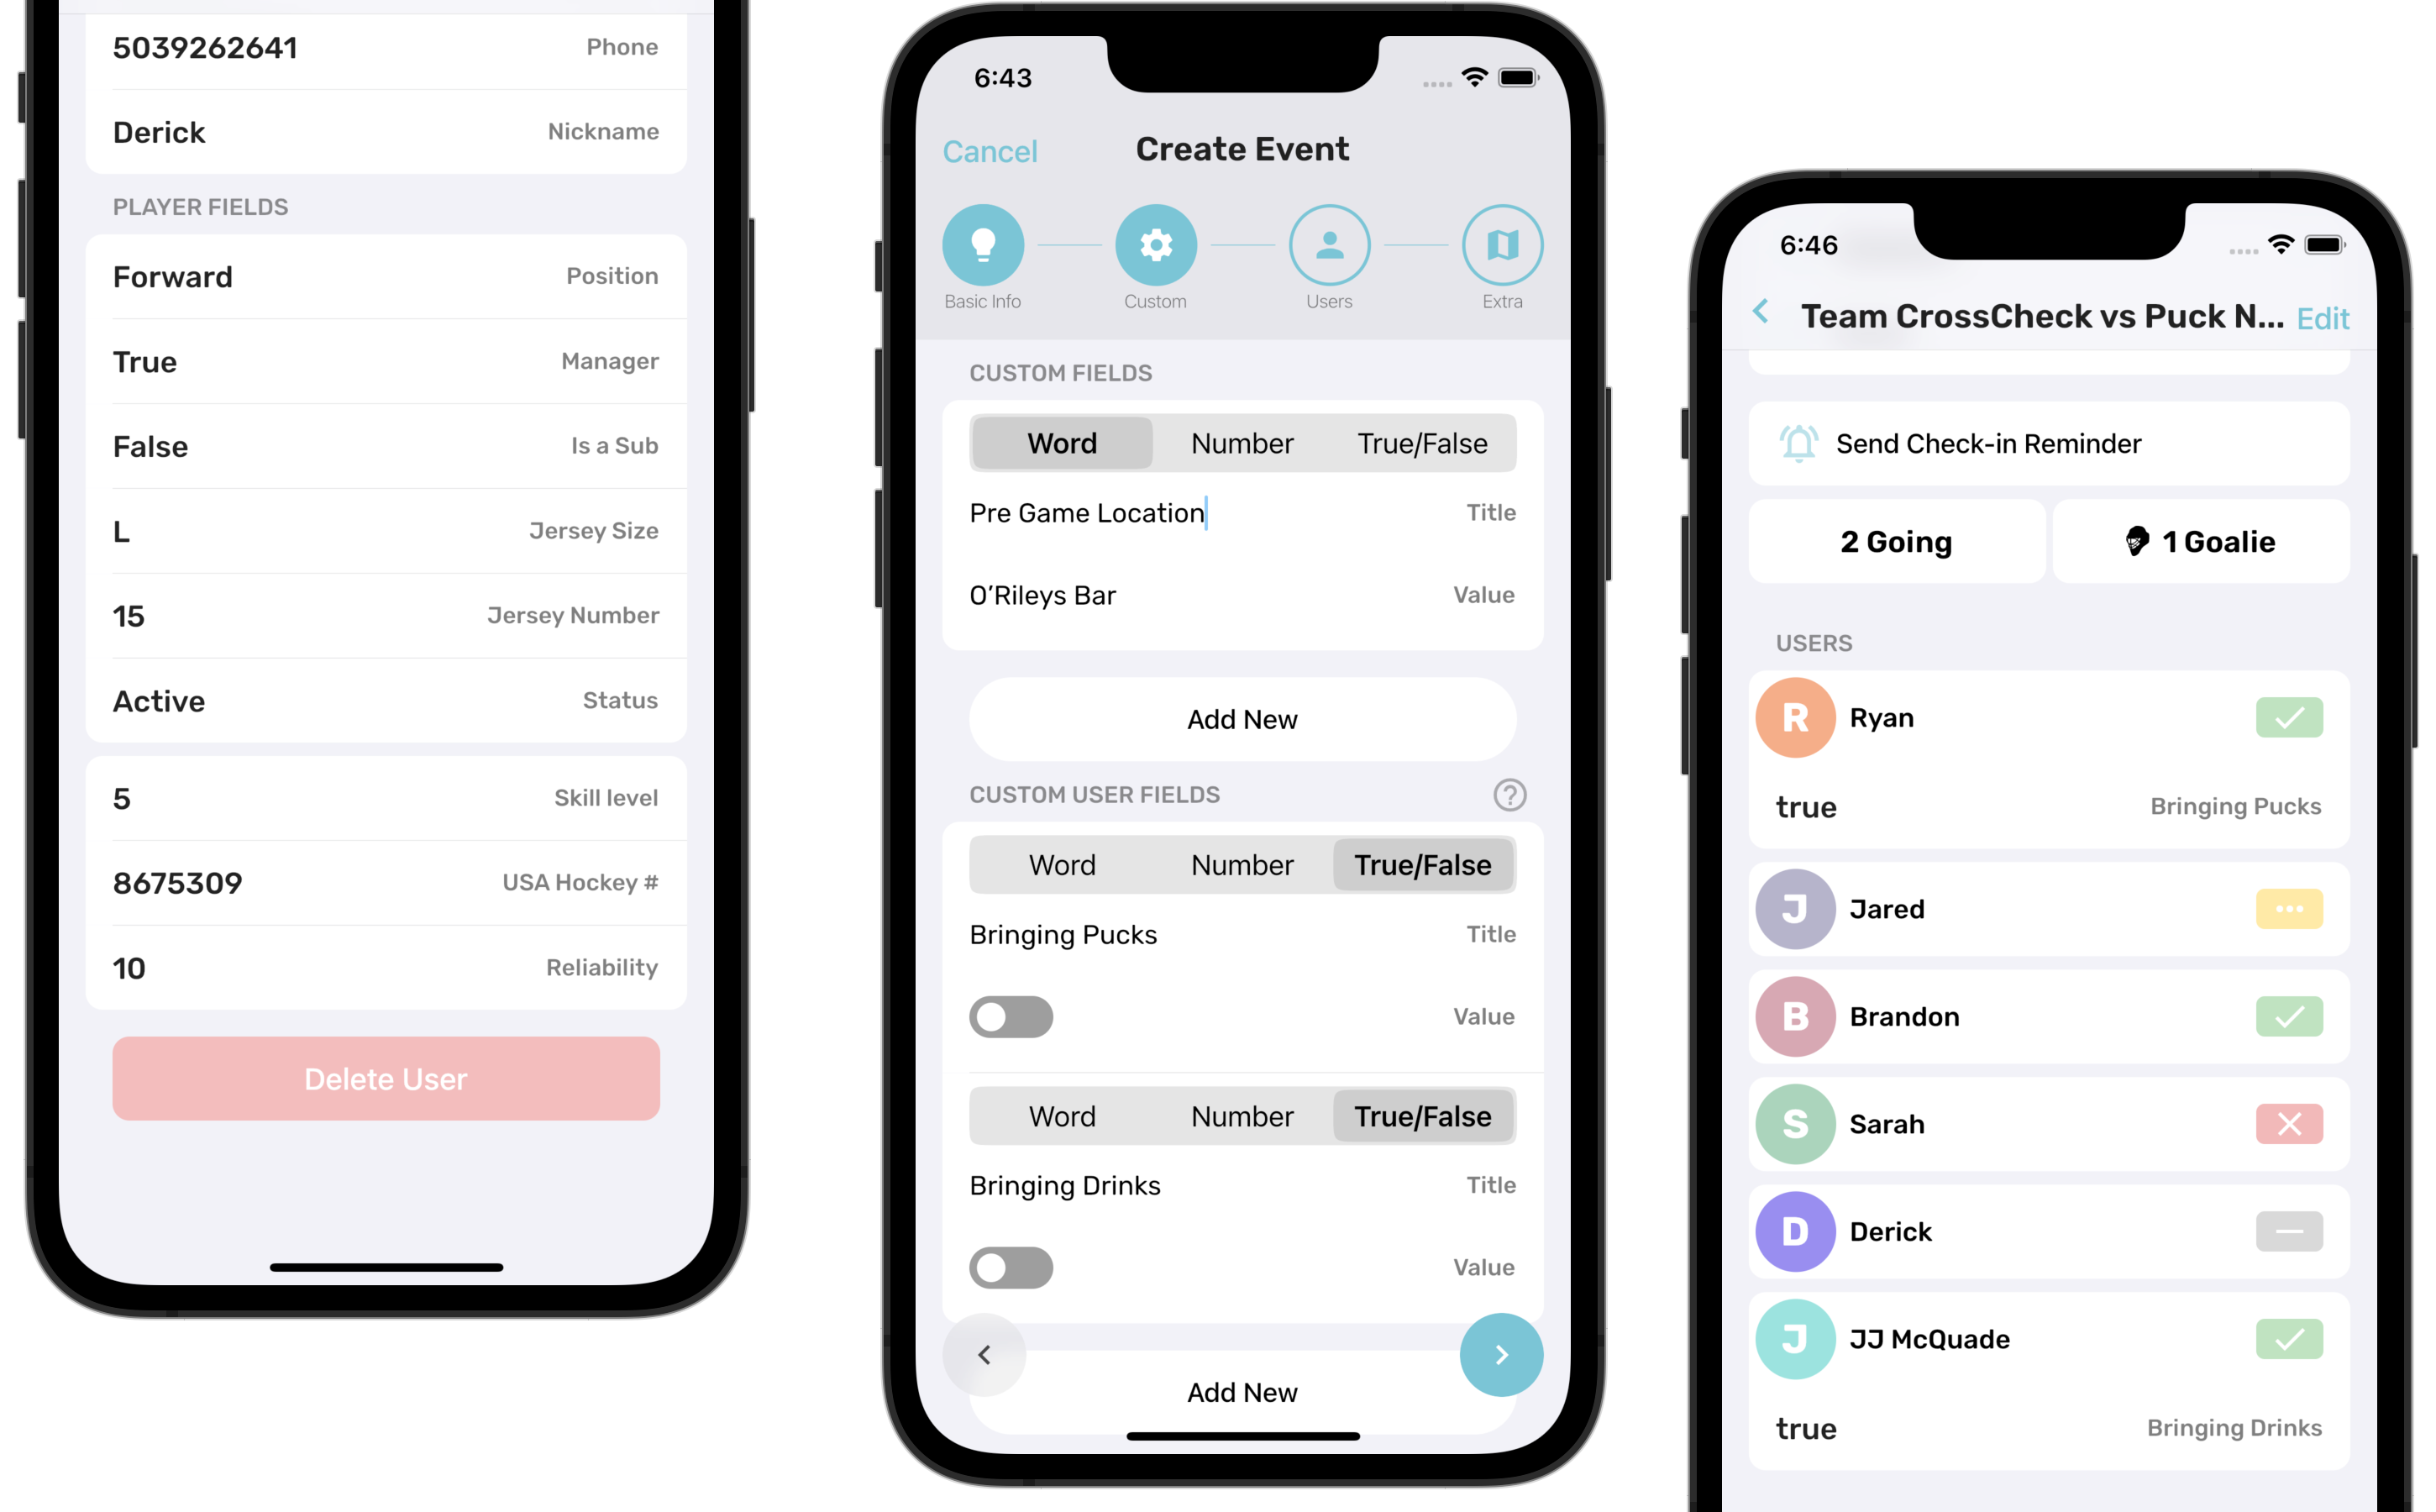 5039262641 Phone
Derick Nickname
PLAYER FIELDS
Forward Position
True Manager
False Is a Sub
L Jersey Size
15 Jersey Number
Active Status
5 Skill level
8675309 USA Hockey #
10 Reliability
Delete User
6:43
Cancel Create Event
Basic Info Custom Users Extra
CUSTOM FIELDS
Word Number True/False
Pre Game Location Title
O’Rileys Bar Value
Add New
CUSTOM USER FIELDS ?
Word Number True/False
Bringing Pucks Title
Value
Word Number True/False
Bringing Drinks Title
Value
Add New
6:46
Team CrossCheck vs Puck N... Edit
Send Check-in Reminder
2 Going 1 Goalie
USERS
R Ryan
true Bringing Pucks
J Jared
B Brandon
S Sarah
D Derick
J JJ McQuade
true Bringing Drinks